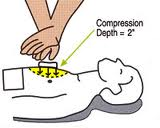 Compression
Depth = 2"